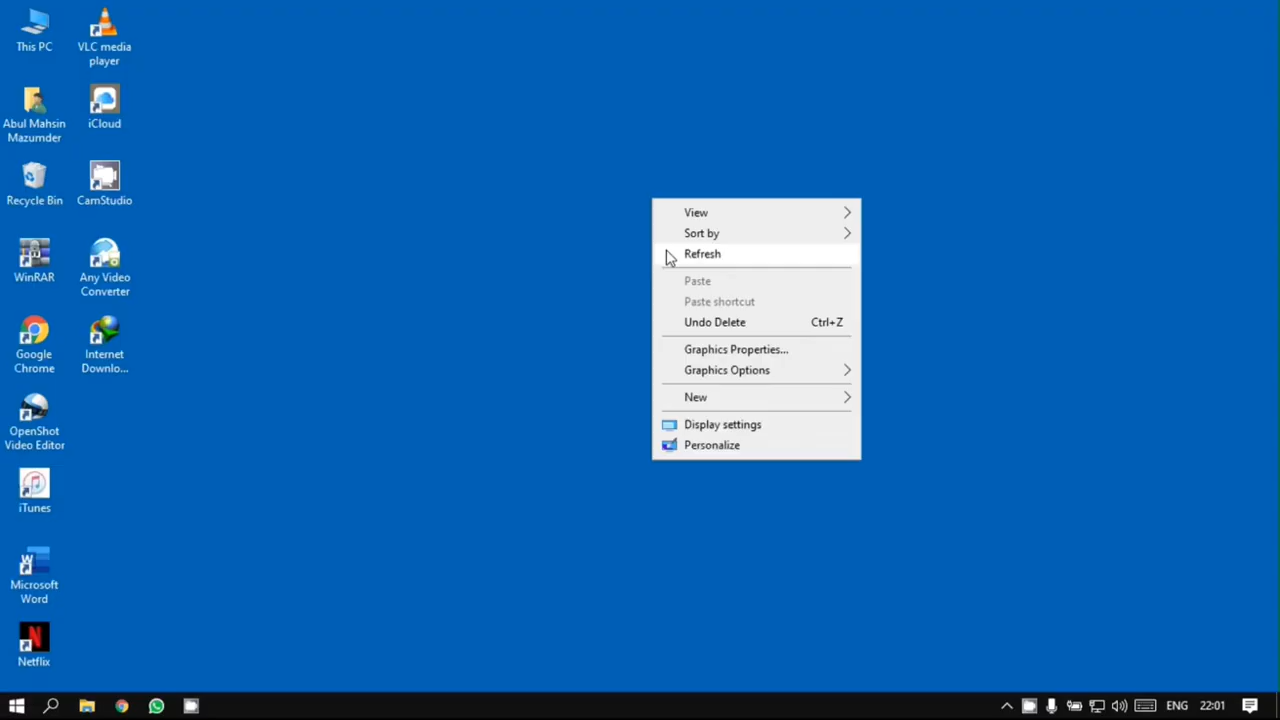 This PC
VLC media
player
Abul Mahsin
Mazumder
iCloud
Recycle Bin
CamStudio
WinRAR
Any Video
Converter
Google
Chrome
Internet
Downlo...
OpenShot
Video Editor
iTunes
Microsoft
Word
Netflix
View
Sort by
Refresh
Paste
Paste shortcut
Undo Delete Ctrl+Z
Graphics Properties...
Graphics Options
New
Display settings
Personalize
ENG 22:01